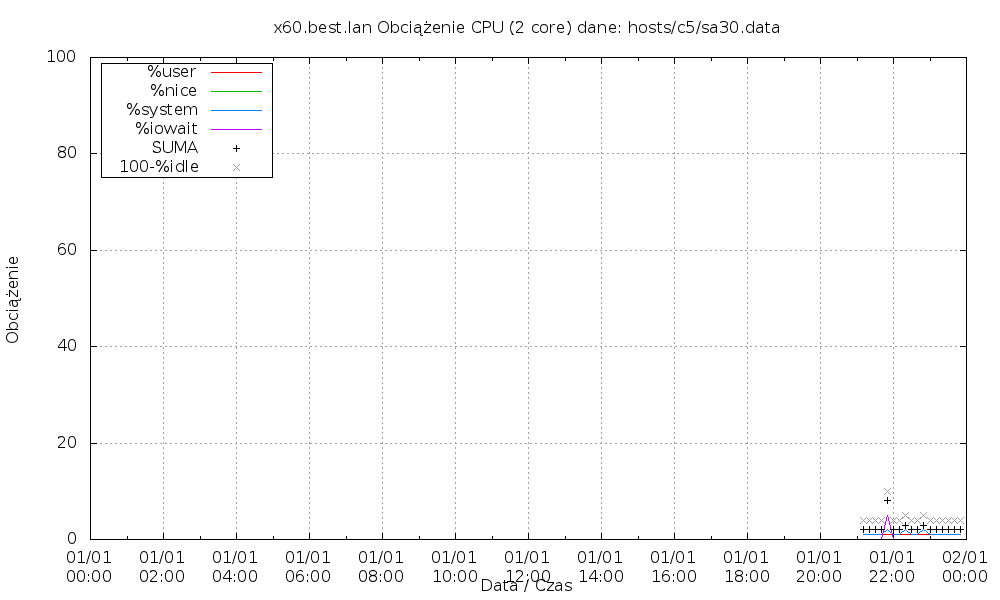 x60.best.lan Obciążenie CPU (2 core) dane: hosts/c5/sa30.data
%user
%nice
%system
%iowait
SUMA
100-%idle
100
80
60
40
20
0
Obciążenie
01/01 01/01 01/01 01/01 01/01 01/01 01/01 01/01 01/01 01/01 01/01 01/01 02/01
00:00 02:00 04:00 06:00 08:00 10:00 12:00 14:00 16:00 18:00 20:00 22:00 00:00
Data / Czas